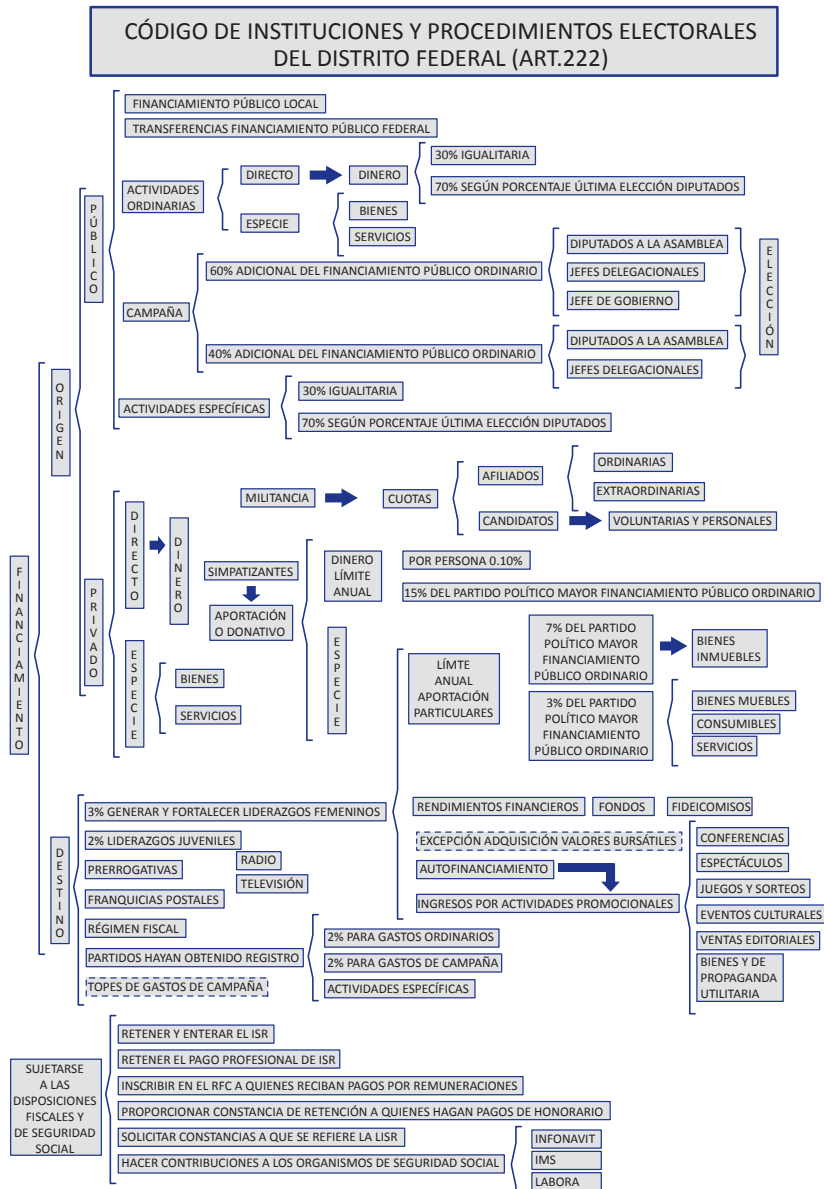 CÓDIGO DE INSTITUCIONES Y PROCEDIMIENTOS ELECTORALES
DEL DISTRITO FEDERAL (ART.222)
FINANCIAMIENTO
ORIGEN
PÚBLICO
FINANCIAMIENTO PÚBLICO LOCAL
TRANSFERENCIAS FINANCIAMIENTO PÚBLICO FEDERAL
ACTIVIDADES
ORDINARIAS
DIRECTO
DINERO
30% IGUALITARIA
70% SEGÚN PORCENTAJE ÚLTIMA ELECCIÓN DIPUTADOS
ESPECIE
BIENES
SERVICIOS
CAMPAÑA
60% ADICIONAL DEL FINANCIAMIENTO PÚBLICO ORDINARIO
DIPUTADOS A LA ASAMBLEA
JEFES DELEGACIONALES
JEFE DE GOBIERNO
40% ADICIONAL DEL FINANCIAMIENTO PÚBLICO ORDINARIO
DIPUTADOS A LA ASAMBLEA
JEFES DELEGACIONALES
ELECCIÓN
ACTIVIDADES ESPECÍFICAS
30% IGUALITARIA
70% SEGÚN PORCENTAJE ÚLTIMA ELECCIÓN DIPUTADOS
PRIVADO
DIRECTO
DINERO
MILITANCIA
CUOTAS
AFILIADOS
ORDINARIAS
EXTRAORDINARIAS
CANDIDATOS
VOLUNTARIAS Y PERSONALES
SIMPATIZANTES
APORTACIÓN
O DONATIVO
DINERO
LÍMITE
ANUAL
POR PERSONA 0.10%
15% DEL PARTIDO POLÍTICO MAYOR FINANCIAMIENTO PÚBLICO ORDINARIO
ESPECIE
ESPECIE
BIENES
SERVICIOS
LÍMTE
ANUAL
APORTACIÓN
PARTICULARES
7% DEL PARTIDO
POLÍTICO MAYOR
FINANCIAMIENTO
PÚBLICO ORDINARIO
BIENES
INMUEBLES
3% DEL PARTIDO
POLÍTICO MAYOR
FINANCIAMIENTO
PÚBLICO ORDINARIO
BIENES MUEBLES
CONSUMIBLES
SERVICIOS
RENDIMIENTOS FINANCIEROS
FONDOS
FIDEICOMISOS
EXCEPCIÓN ADQUISICIÓN VALORES BURSÁTILES
AUTOFINANCIAMIENTO
INGRESOS POR ACTIVIDADES PROMOCIONALES
CONFERENCIAS
ESPECTÁCULOS
JUEGOS Y SORTEOS
EVENTOS CULTURALES
VENTAS EDITORIALES
BIENES Y DE
PROPAGANDA
UTILITARIA
DESTINO
3% GENERAR Y FORTALECER LIDERAZGOS FEMENINOS
2% LIDERAZGOS JUVENILES
PRERROGATIVAS
RADIO
TELEVISIÓN
FRANQUICIAS POSTALES
RÉGIMEN FISCAL
PARTIDOS HAYAN OBTENIDO REGISTRO
2% PARA GASTOS ORDINARIOS
2% PARA GASTOS DE CAMPAÑA
ACTIVIDADES ESPECÍFICAS
TOPES DE GASTOS DE CAMPAÑA
SUJETARSE
A LAS
DISPOSICIONES
FISCALES Y
DE SEGURIDAD
SOCIAL
RETENER Y ENTERAR EL ISR
RETENER EL PAGO PROFESIONAL DE ISR
INSCRIBIR EN EL RFC A QUIENES RECIBAN PAGOS POR REMUNERACIONES
PROPORCIONAR CONSTANCIA DE RETENCIÓN A QUIENES HAGAN PAGOS DE HONORARIO
SOLICITAR CONSTANCIAS A QUE SE REFIERE LA LISR
HACER CONTRIBUCIONES A LOS ORGANISMOS DE SEGURIDAD SOCIAL
INFONAVIT
IMS
LABORA